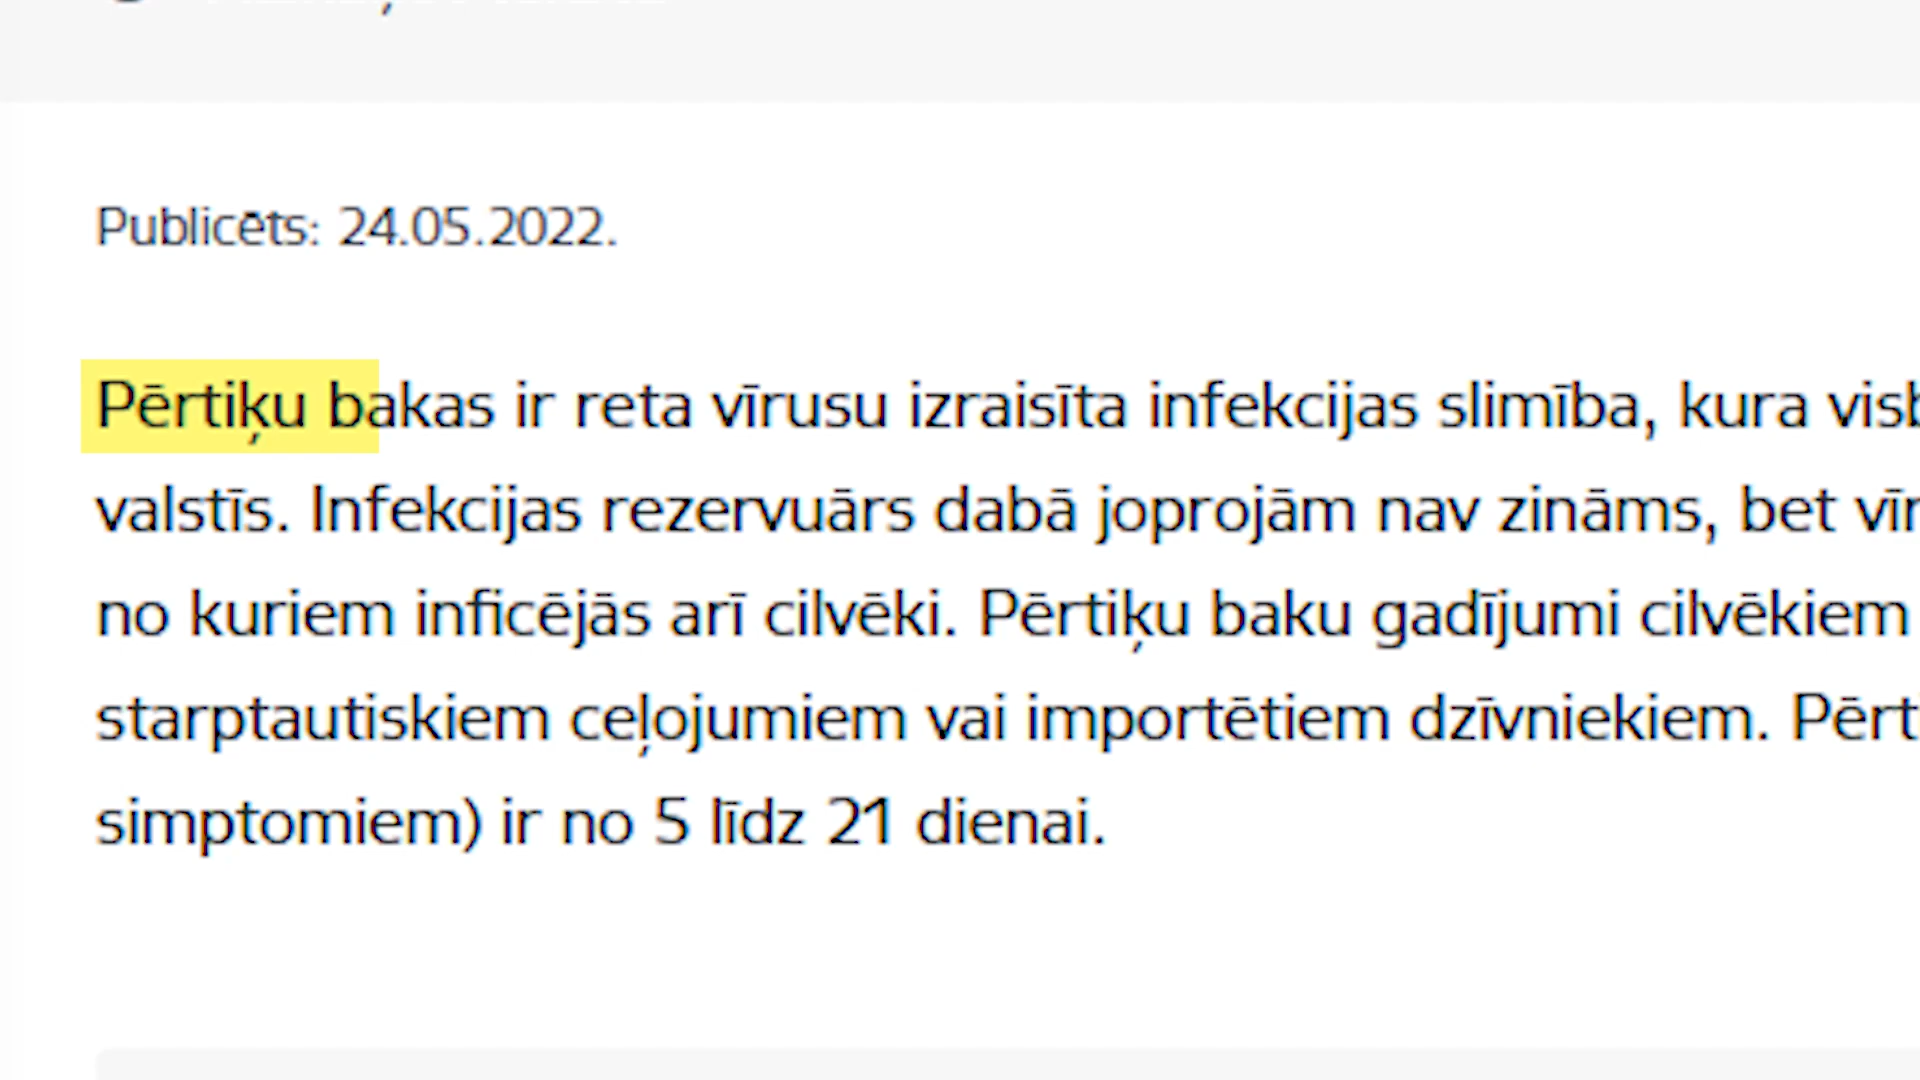 Publicēts: 24.05.2022.
Pērtiķu bakas ir reta vīrusu izraisīta infekcijas slimība, kura
valstīs. Infekcijas rezervuārs dabā joprojām nav zināms, bet
no kuriem inficējās arī cilvēki. Pērtiķu baku gadījumi cilvēkiem
starptautiskiem ceļojumiem vai importētiem dzīvniekiem.
simptomiem) ir no 5 līdz 21 dienai.